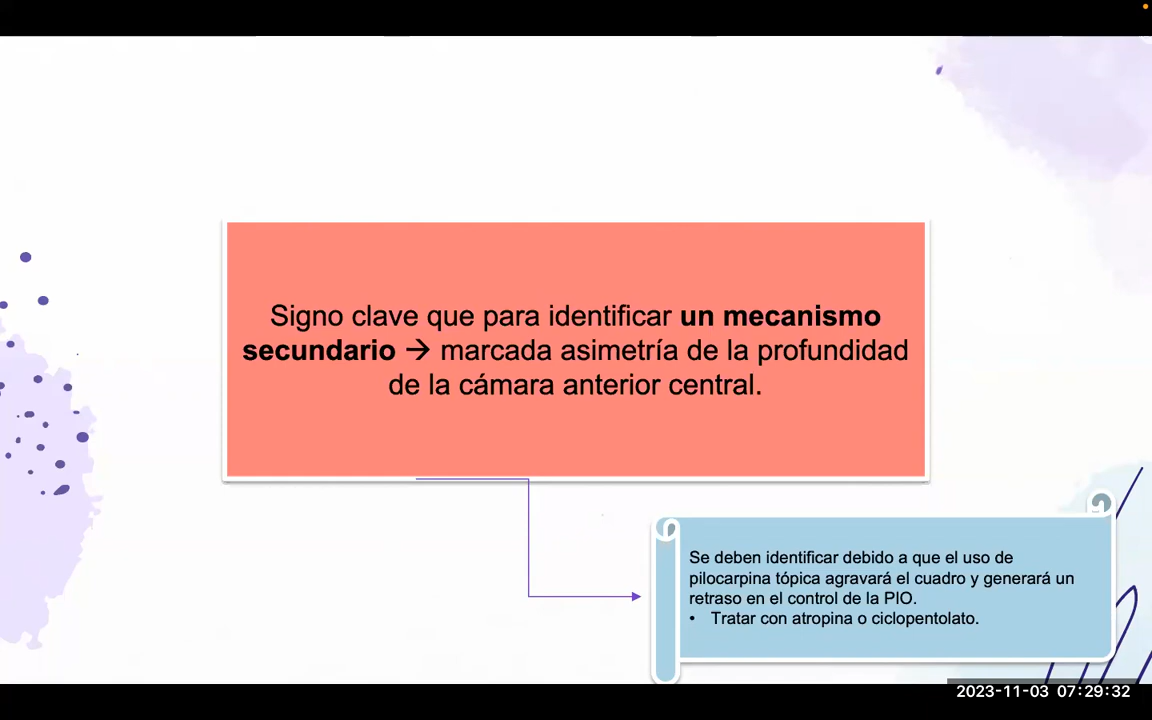 Signo clave que para identificar un mecanismo
secundario → marcada asimetría de la profundidad
de la cámara anterior central.
Se deben identificar debido a que el uso de
pilocarpina tópica agravará el cuadro y generará un
retraso en el control de la PIO.
• Tratar con atropina o ciclopentolato.
2023-11-03 07:29:32